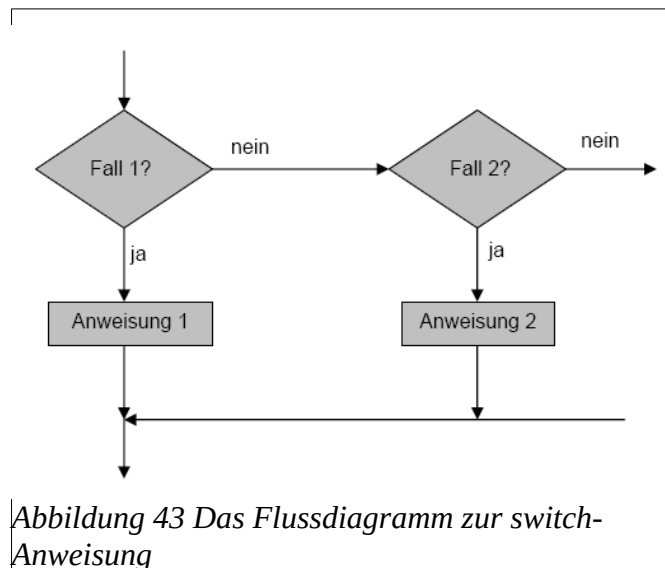 nein
nein
Fall 1?
Fall 2?
ja
ja
Anweisung 1
Anweisung 2
Abbildung 43 Das Flussdiagramm zur switch-
Anweisung